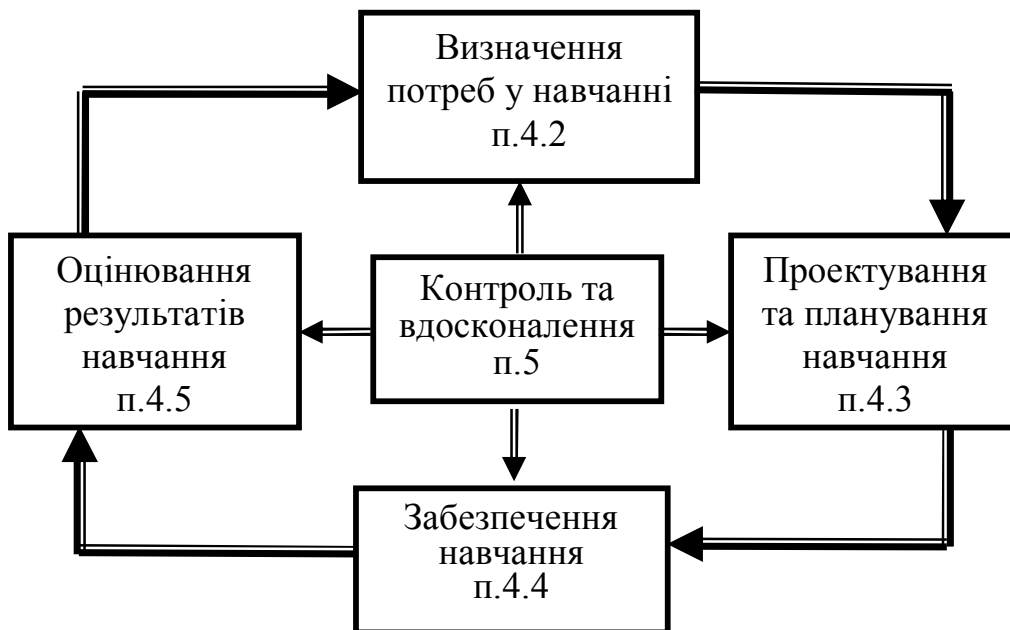 Визначення
потреб у навчанні
п.4.2
Оцінювання
результатів
навчання
п.4.5
Контроль та
вдосконалення
п.5
Проектування
та планування
навчання
п.4.3
Забезпечення
навчання
п.4.4